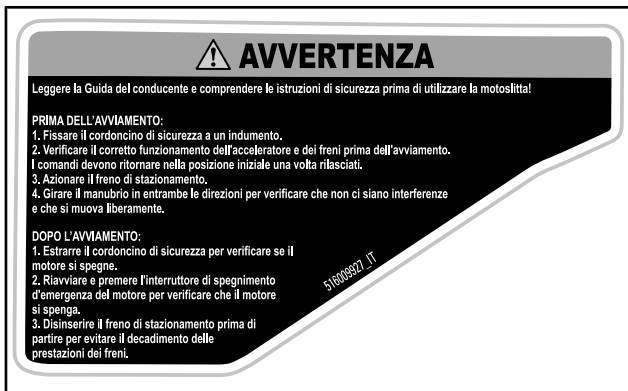 AVVERTENZA
Leggere la Guida del conducente e comprendere le istruzioni di sicurezza prima di utilizzare la motoslitta!
PRIMA DELL'AVVIAMENTO:
1. Fissare il cordoncino di sicurezza a un indumento.
2. Verificare il corretto funzionamento dell'acceleratore e dei freni prima dell'avviamento.
I comandi devono ritornare nella posizione iniziale una volta rilasciati.
3. Azionare il freno di stazionamento.
4. Girare il manubrio in entrambe le direzioni per verificare che non ci siano interferenze
e che si muova liberamente.
DOPO L'AVVIAMENTO:
1. Estrarre il cordoncino di sicurezza per verificare se il
motore si spegne.
2. Riavviare e premere l'interruttore di spegnimento
d'emergenza del motore per verificare che il motore
si spenga.
3. Disinserire il freno di stazionamento prima di
partire per evitare il decadimento delle
prestazioni dei freni.
516009927_IT